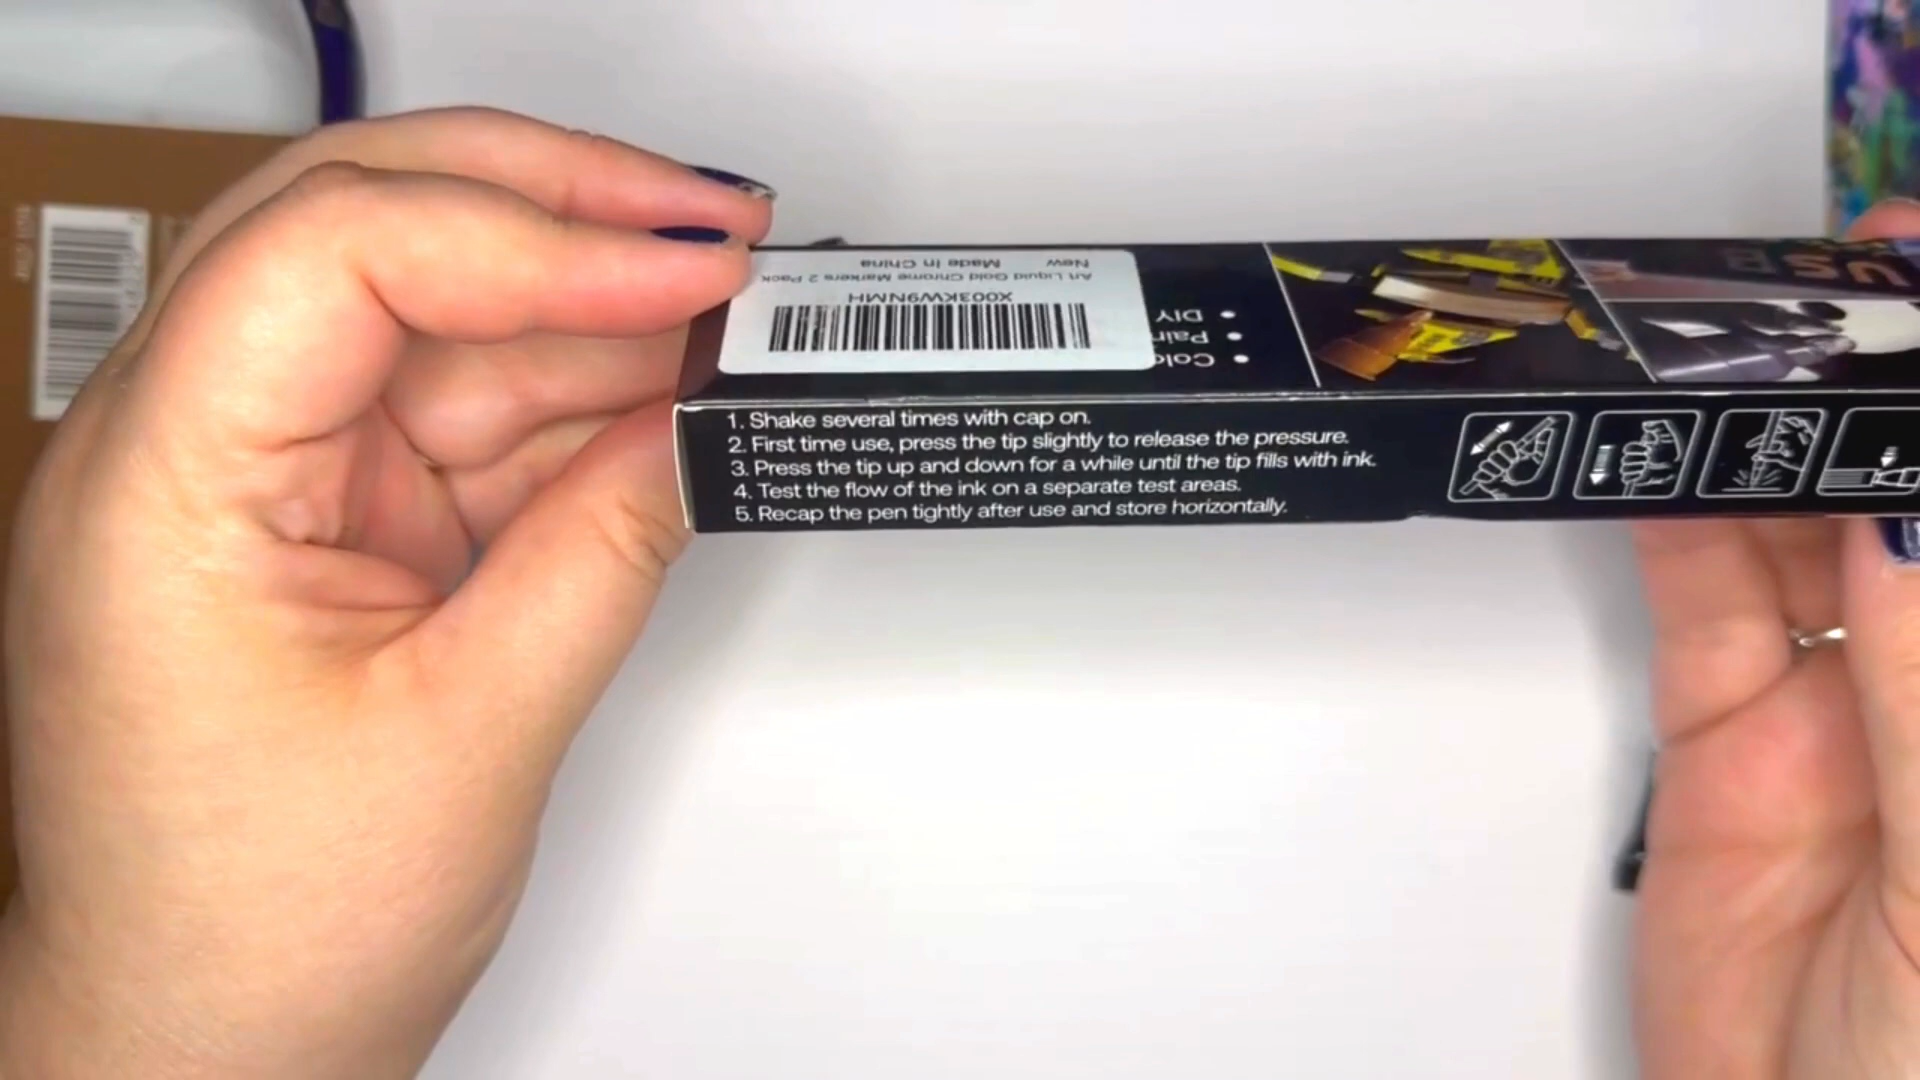 Art Liquid Gold Chrome Markers 2 Pack
New Made In China
X003KW9NMH
DIY
US
1. Shake several times with cap on.
2. First time use, press the tip slightly to release the pressure.
3. Press the tip up and down for a while until the tip fills with ink.
4. Test the flow of the ink on a separate test areas.
5. Recap the pen tightly after use and store horizontally.